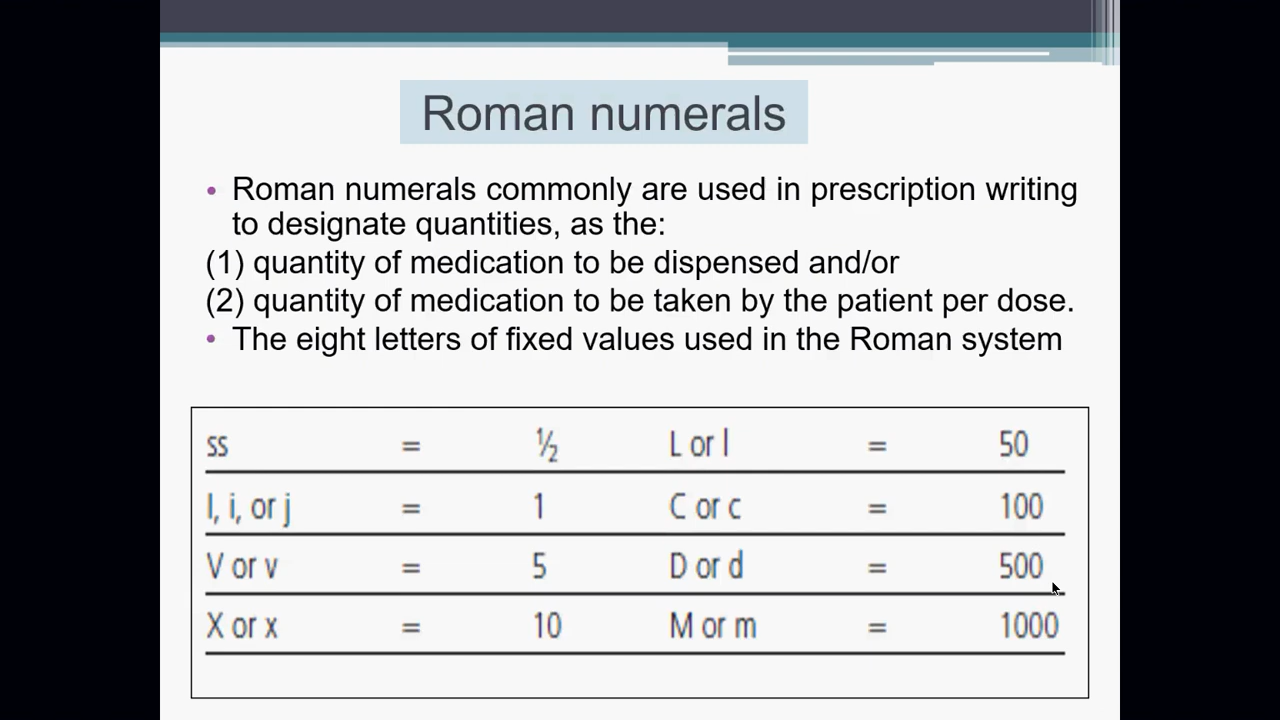 Roman numerals
• Roman numerals commonly are used in prescription writing
to designate quantities, as the:
(1) quantity of medication to be dispensed and/or
(2) quantity of medication to be taken by the patient per dose.
• The eight letters of fixed values used in the Roman system
ss = ½ L or l = 50
I, i, or j = 1 C or c = 100
V or v = 5 D or d = 500
X or x = 10 M or m = 1000